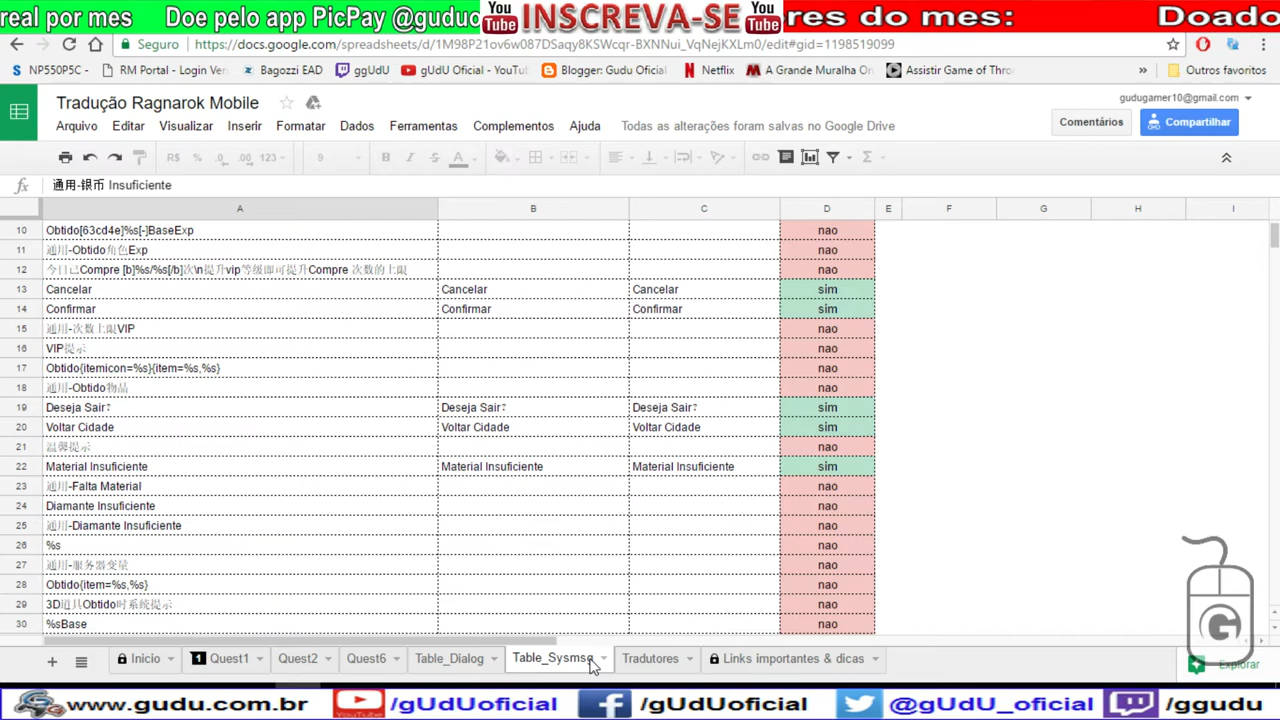 real por mes Doe pelo app PicPay @guduo You Tube INSCREVA-SE You Tube res do mes: Doado
Seguro https://docs.google.com/spreadsheets/d/1M98P21ov6w087DSaqy8KSWcqr-BXNNui_VqNejKXLm0/edit#gid=1198519099
NP550P5C - RM Portal - Login Ver Bagozzi EAD ggUdU gUdU Oficial - YouTu Blogger: Gudu Oficial Netflix A Grande Muralha On Assistir Game of Thro » Outros favoritos
Tradução Ragnarok Mobile gudugamer10@gmail.com
Arquivo Editar Visualizar Inserir Formatar Dados Ferramentas Complementos Ajuda Todas as alterações foram salvas no Google Drive Comentários Compartilhar
R$ % .0 .00 123 9 B I S A Σ
fx 通用-银币 Insuficiente
A B C D E F G H I
10 Obtido[63cd4e]%s[-]BaseExp nao
11 通用-Obtido角色Exp nao
12 今日已Compre [b]%s/%s[/b]次\n提升vip等级即可提升Compre 次数的上限 nao
13 Cancelar Cancelar Cancelar sim
14 Confirmar Confirmar Confirmar sim
15 通用-次数上限VIP nao
16 VIP提示 nao
17 Obtido{itemicon=%s}{item=%s,%s} nao
18 通用-Obtido物品 nao
19 Deseja Sair? Deseja Sair? Deseja Sair? sim
20 Voltar Cidade Voltar Cidade Voltar Cidade sim
21 温馨提示 nao
22 Material Insuficiente Material Insuficiente Material Insuficiente sim
23 通用-Falta Material nao
24 Diamante Insuficiente nao
25 通用-Diamante Insuficiente nao
26 %s nao
27 通用-服务器变量 nao
28 Obtido{item=%s,%s} nao
29 3D道具Obtido时系统提示 nao
30 %sBase nao
+ Inicio 1 Quest1 Quest2 Quest6 Table_Dialog Table_Sysmsg Tradutores Links importantes & dicas Explorar
G
www.gudu.com.br YouTube /gUdUoficial /gUdUoficial @gUdU_oficial /ggudu